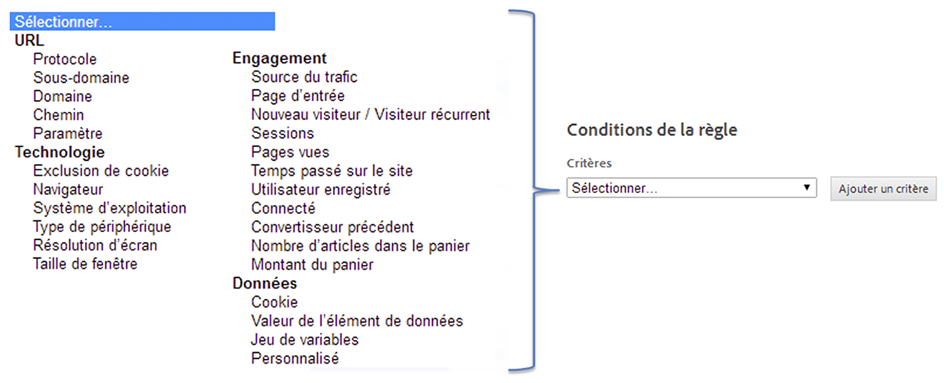 Sélectionner...
URL
Protocole
Sous-domaine
Domaine
Chemin
Paramètre
Technologie
Exclusion de cookie
Navigateur
Système d'exploitation
Type de périphérique
Résolution d'écran
Taille de fenêtre
Engagement
Source du trafic
Page d'entrée
Nouveau visiteur / Visiteur récurrent
Sessions
Pages vues
Temps passé sur le site
Utilisateur enregistré
Connecté
Convertisseur précédent
Nombre d'articles dans le panier
Montant du panier
Données
Cookie
Valeur de l'élément de données
Jeu de variables
Personnalisé
Conditions de la règle
Critères
Sélectionner...
Ajouter un critère